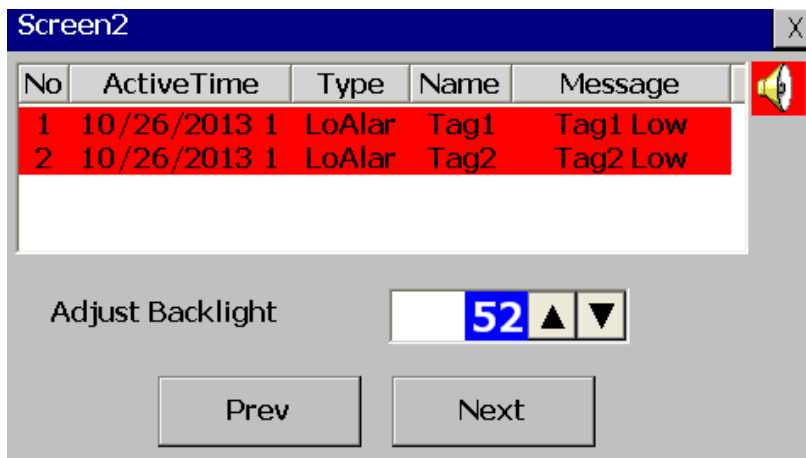 Screen2 X
No ActiveTime Type Name Message
1 10/26/2013 1 LoAlar Tag1 Tag1 Low
2 10/26/2013 1 LoAlar Tag2 Tag2 Low
Adjust Backlight 52 ▲ ▼
Prev Next